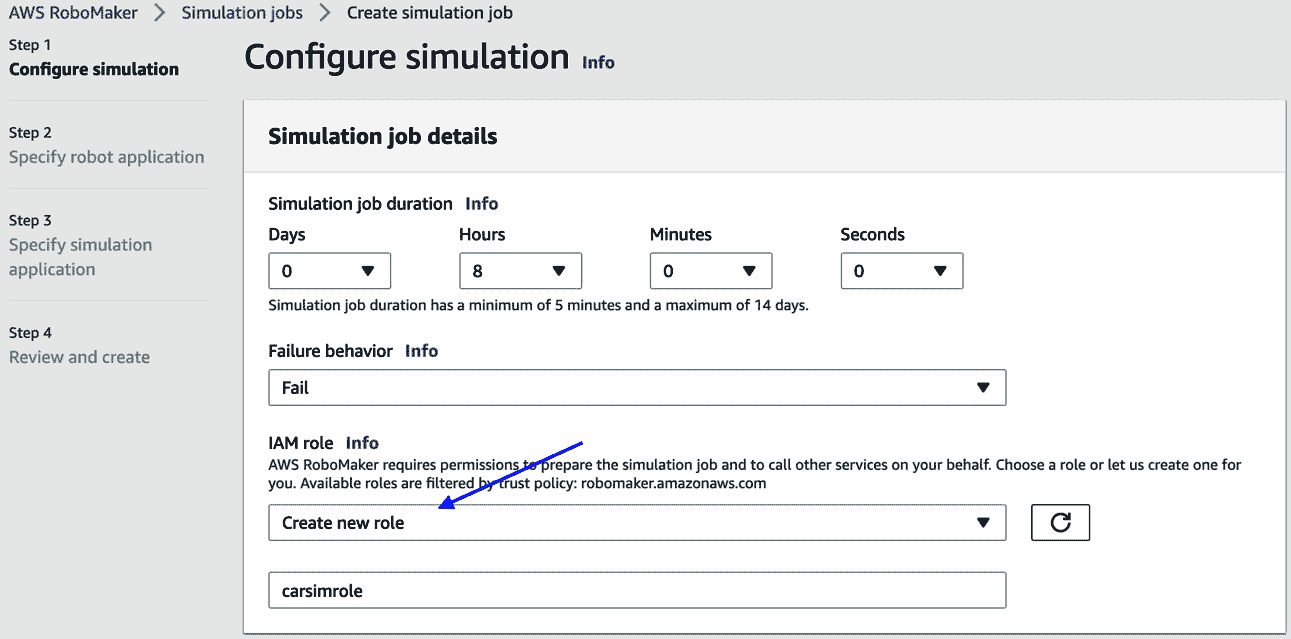 AWS RoboMaker > Simulation jobs > Create simulation job
Step 1
Configure simulation
Step 2
Specify robot application
Step 3
Specify simulation
application
Step 4
Review and create
Configure simulation Info
Simulation job details
Simulation job duration Info
Days Hours Minutes Seconds
0 8 0 0
Simulation job duration has a minimum of 5 minutes and a maximum of 14 days.
Failure behavior Info
Fail
IAM role Info
AWS RoboMaker requires permissions to prepare the simulation job and to call other services on your behalf. Choose a role or let us create one for
you. Available roles are filtered by trust policy: robomaker.amazonaws.com
Create new role
carsimrole